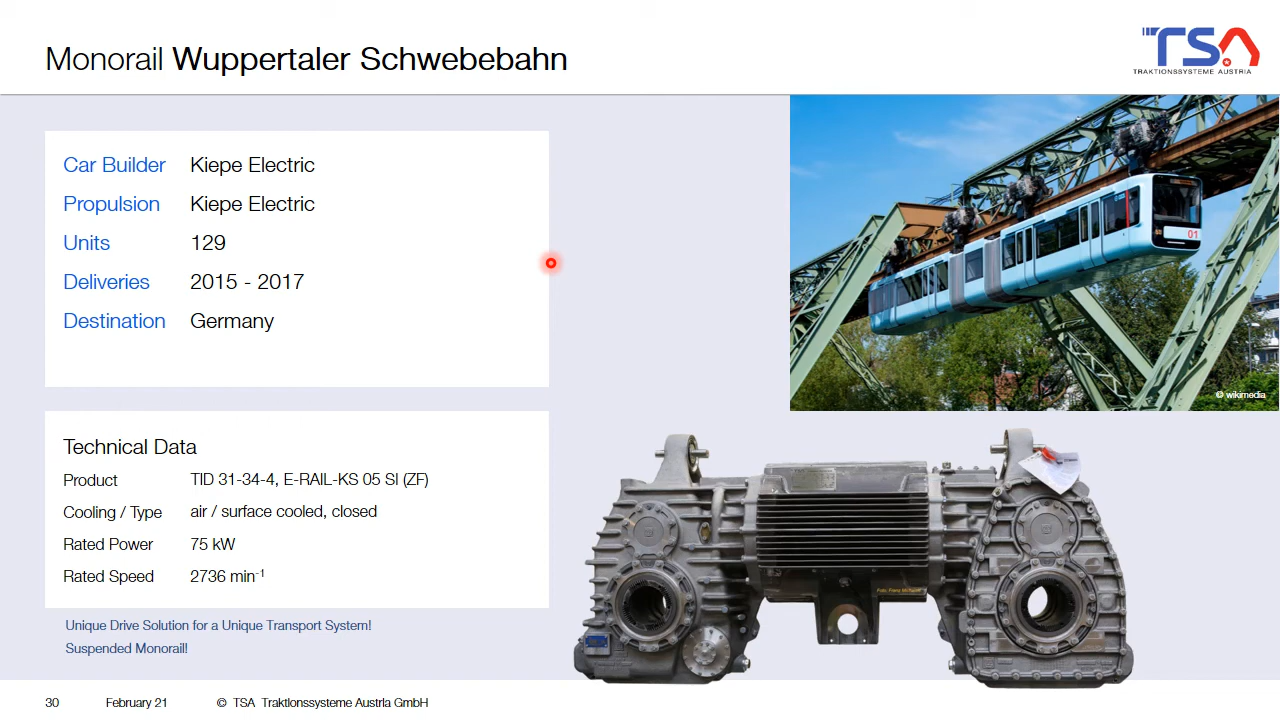 Monorail Wuppertaler Schwebebahn
TSA
TRAKTIONSSYSTEME AUSTRIA
Car Builder Kiepe Electric
Propulsion Kiepe Electric
Units 129
Deliveries 2015 - 2017
Destination Germany
01
© wikimedia
Technical Data
Product TID 31-34-4, E-RAIL-KS 05 SI (ZF)
Cooling / Type air / surface cooled, closed
Rated Power 75 kW
Rated Speed 2736 min⁻¹
Unique Drive Solution for a Unique Transport System!
Suspended Monorail!
30 February 21 © TSA Traktionssysteme Austria GmbH